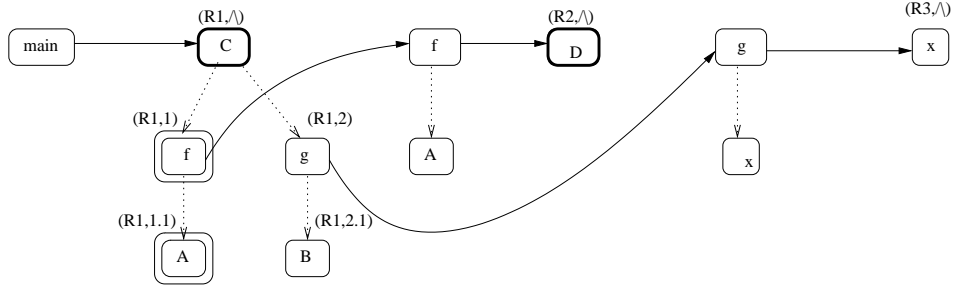 (R1,/\)
(R2,/\)
(R3,/\)
main
C
f
D
g
x
(R1,1)
(R1,2)
f
g
A
x
(R1,1.1)
(R1,2.1)
A
B